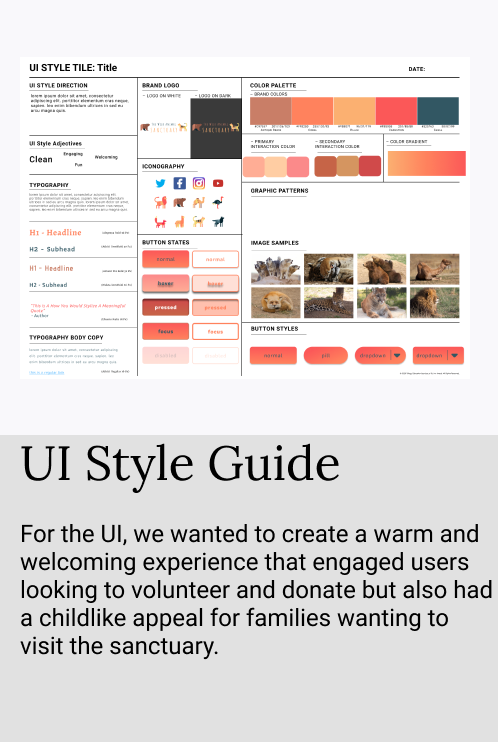 UI STYLE TILE: Title
DATE:
UI STYLE DIRECTION
lorem ipsum dolor sit amet, consectetur
adipiscing elit. porttitor elementum cras neque,
sapien. leo enim bibendum ultrices in sed eu
arcu arcu.
UI Style Adjectives
Clean
Engaging
Fun
Welcoming
TYPOGRAPHY
H1 - Headline
H2 - Subhead
H1 - Headline
H2 - Subhead
"This Is A How You Would Stylize A Meaningful
Quote"
- Author
TYPOGRAPHY BODY COPY
BRAND LOGO
- LOGO ON WHITE
- LOGO ON DARK
SANCTUARY
ICONOGRAPHY
BUTTON STATES
normal
normal
hover
hover
pressed
pressed
focus
focus
disabled
COLOR PALETTE
- BRAND COLORS
- PRIMARY
INTERACTION COLOR
- SECONDARY
INTERACTION COLOR
- COLOR GRADIENT
GRAPHIC PATTERNS
IMAGE SAMPLES
BUTTON STYLES
normal
pill
dropdown
dropdown
UI Style Guide
For the UI, we wanted to create a warm and
welcoming experience that engaged users
looking to volunteer and donate but also had
a childlike appeal for families wanting to
visit the sanctuary.